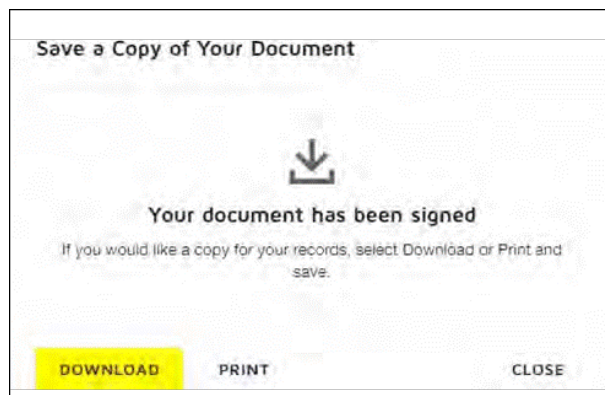 Save a Copy of Your Document
Your document has been signed
If you would like a copy for your records, select Download or Print and
save.
DOWNLOAD PRINT CLOSE